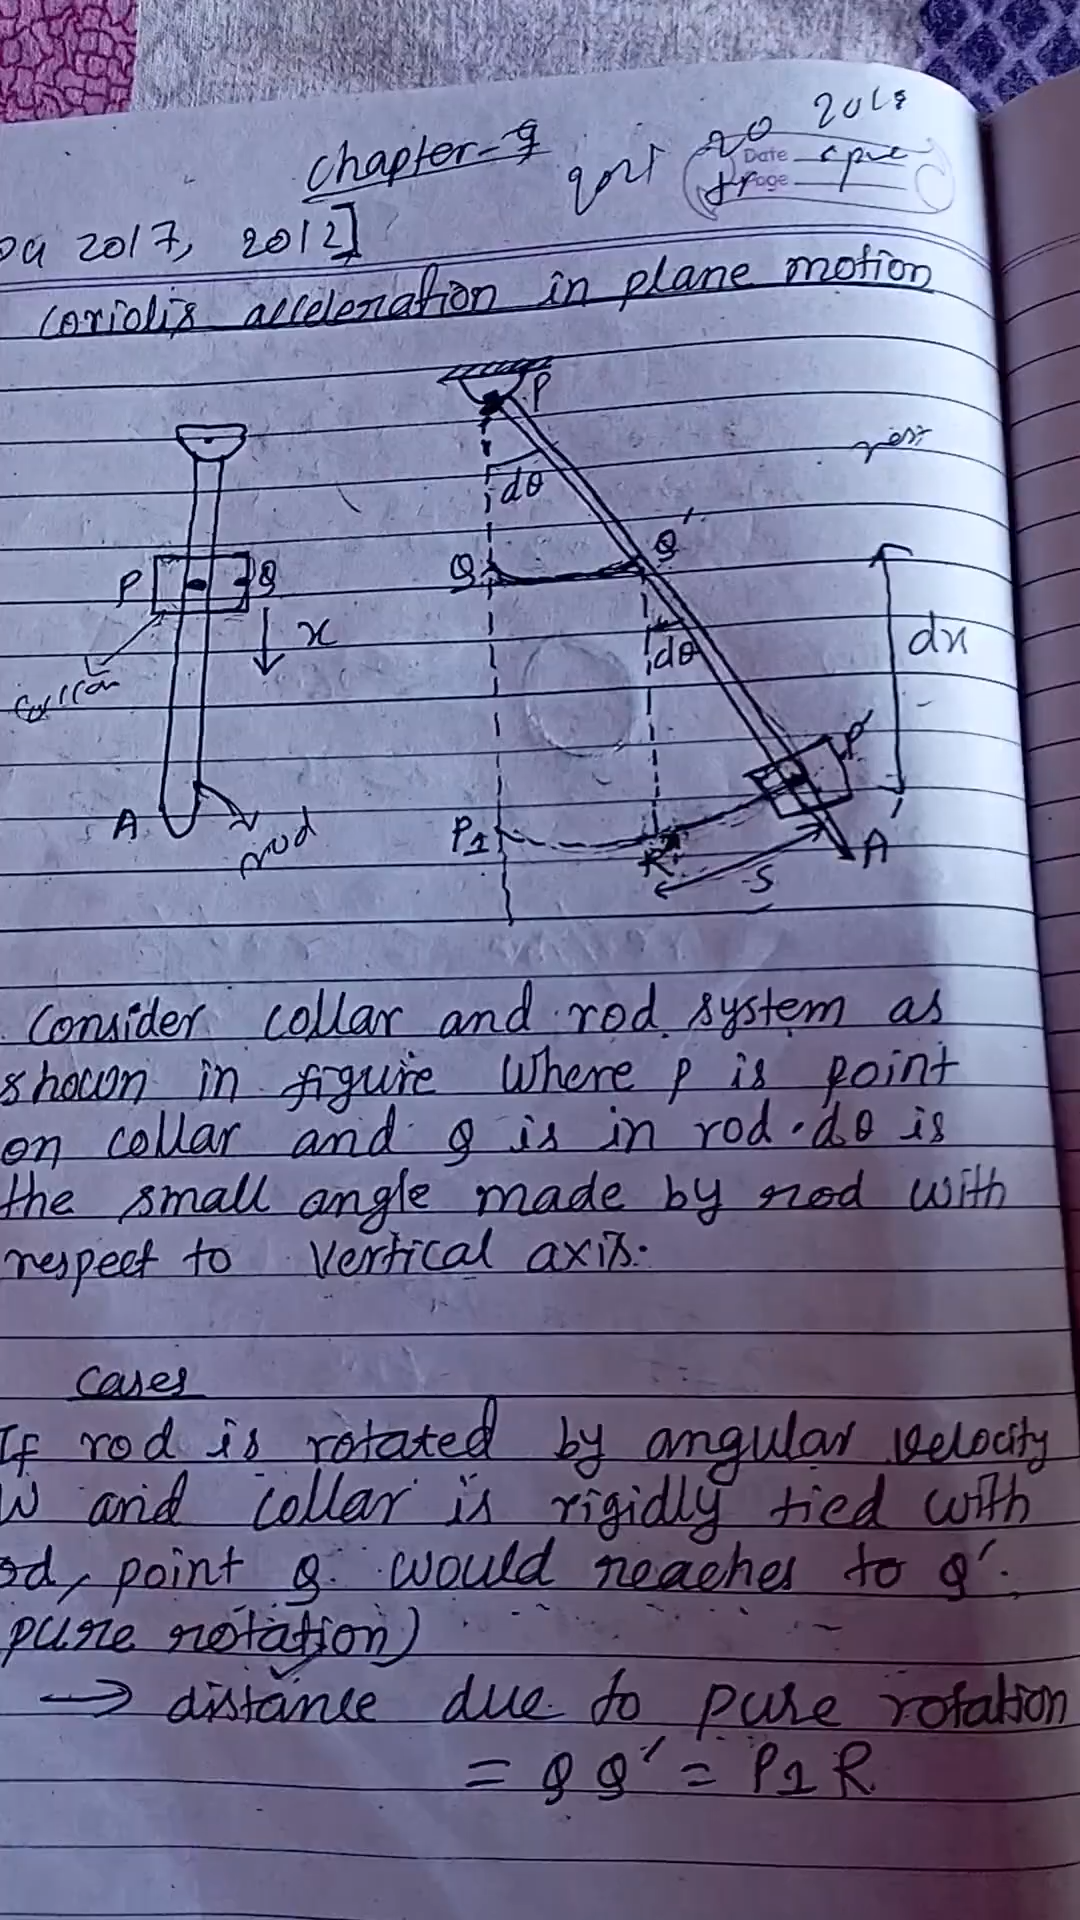 Chapter-9
2018
Date
Page
2017, 2012]
coriolis acceleration in plane motion
P
dθ
P
Q
x
Q
Q'
dθ
dx
P'
A
rod
P1
R
S
A
Consider collar and rod system as
shown in figure where p is point
on collar and Q is in rod. dθ is
the small angle made by rod with
respect to vertical axis.
Cases
If rod is rotated by angular velocity
W and collar is rigidly tied with
od, point Q would reaches to Q'.
pure rotation)
→ distance due to pure rotation
= QQ' = P1R